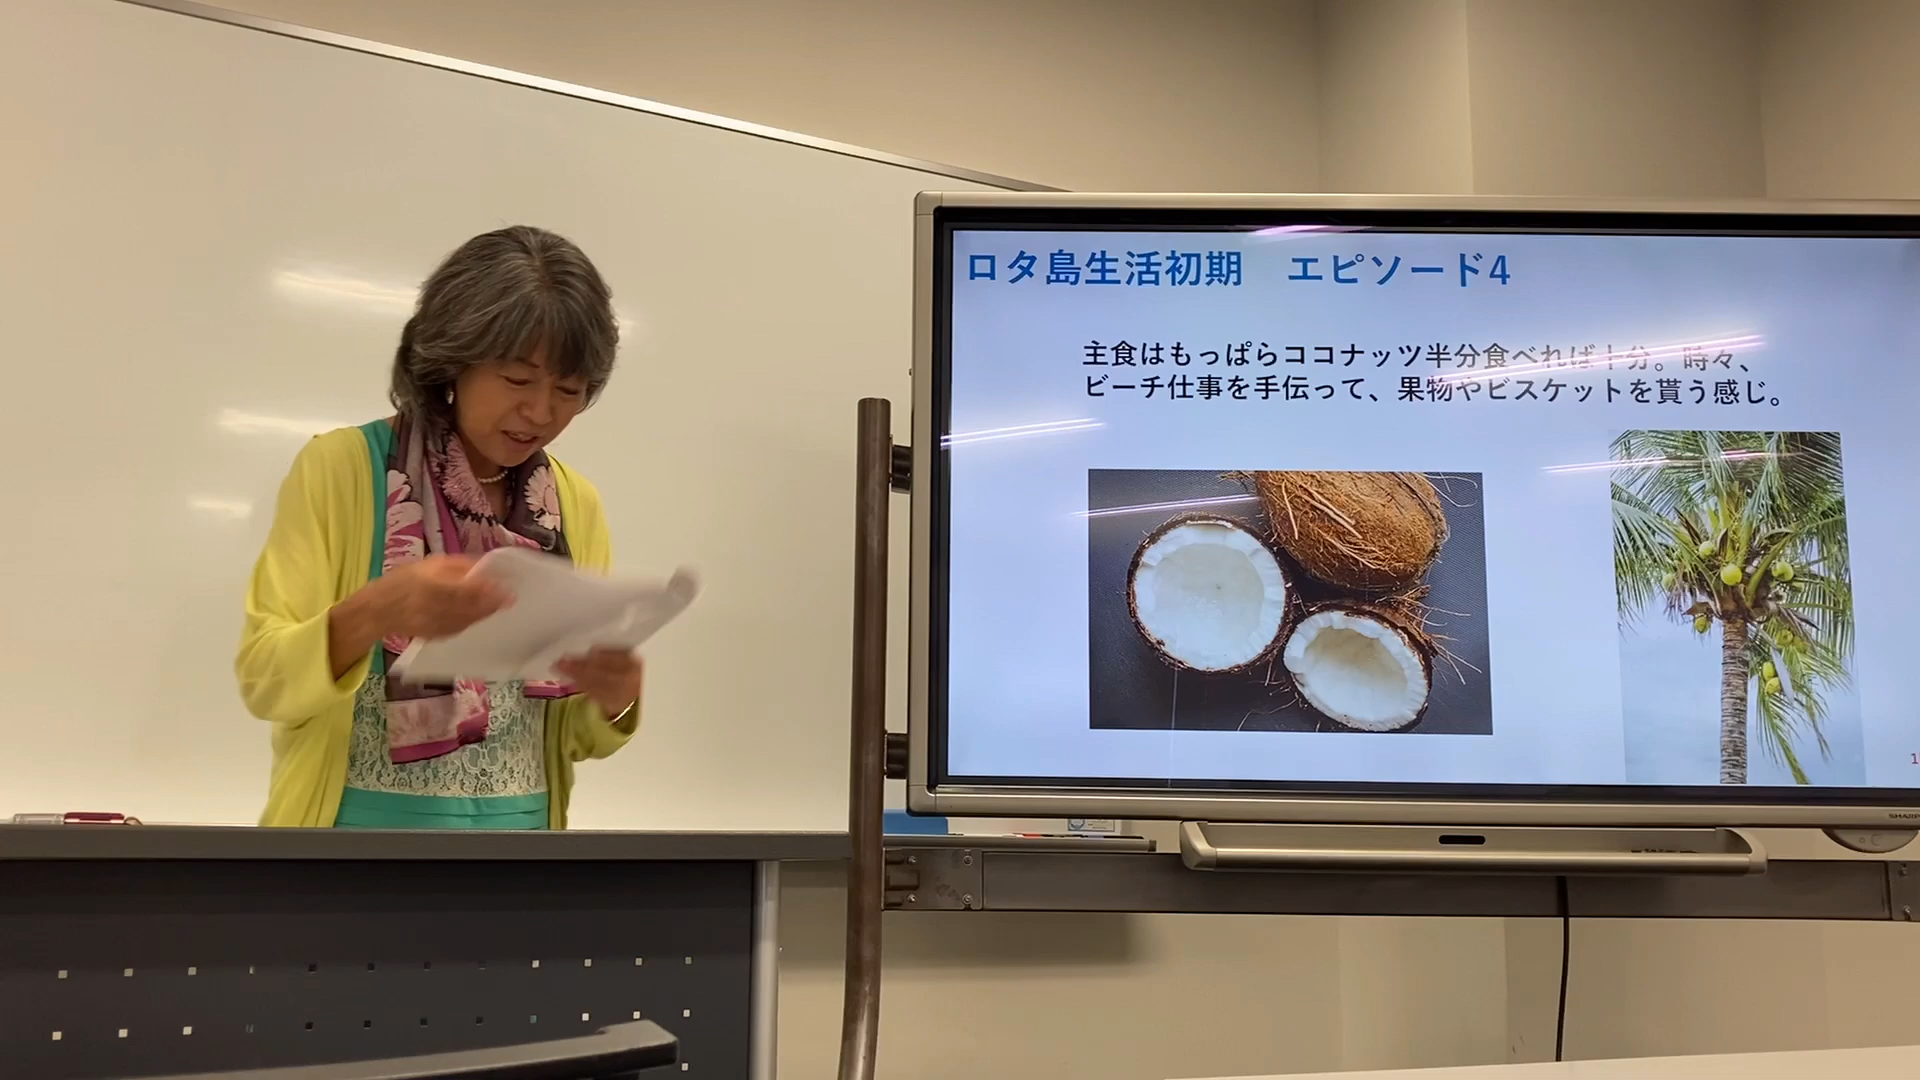 ロタ島生活初期　エピソード4
主食はもっぱらココナッツ半分食べれば十分。時々、
ビーチ仕事を手伝って、果物やビスケットを貰う感じ。
SHARP